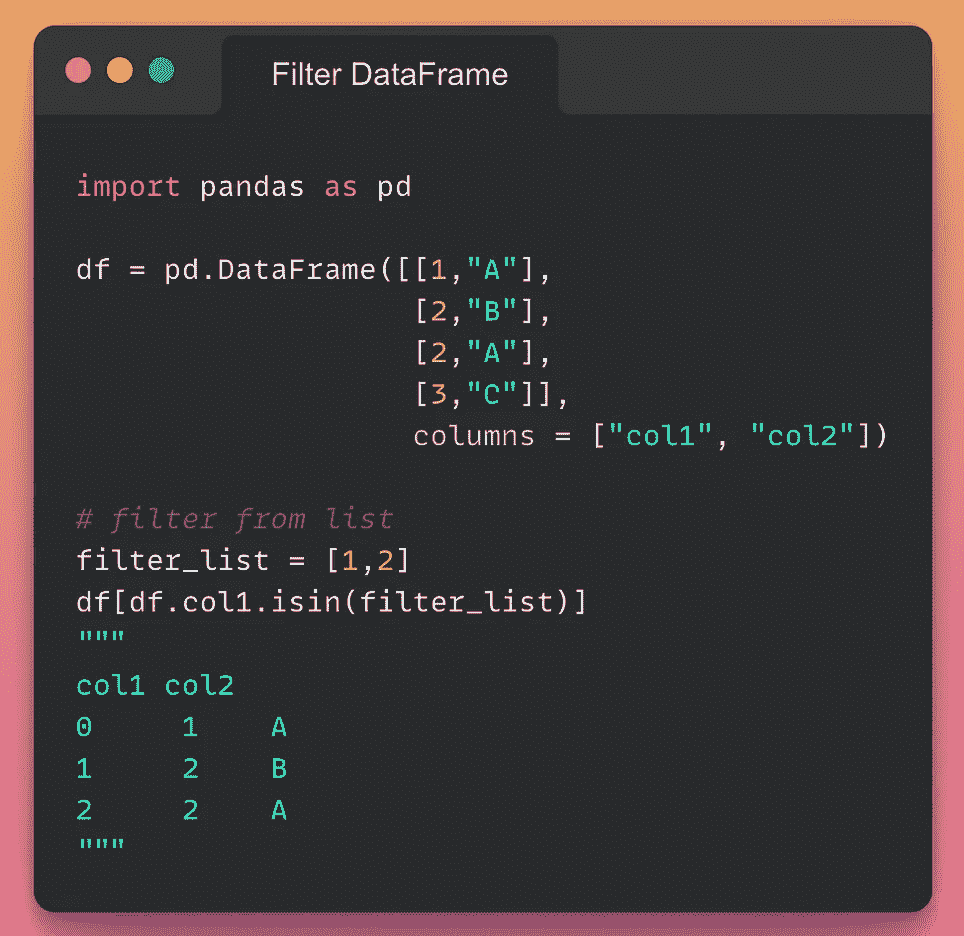 Filter DataFrame
import pandas as pd
df = pd.DataFrame([[1,"A"],
[2,"B"],
[2,"A"],
[3,"C"]],
columns = ["col1", "col2"])
# filter from list
filter_list = [1,2]
df[df.col1.isin(filter_list)]
"""
col1 col2
0 1 A
1 2 B
2 2 A
"""